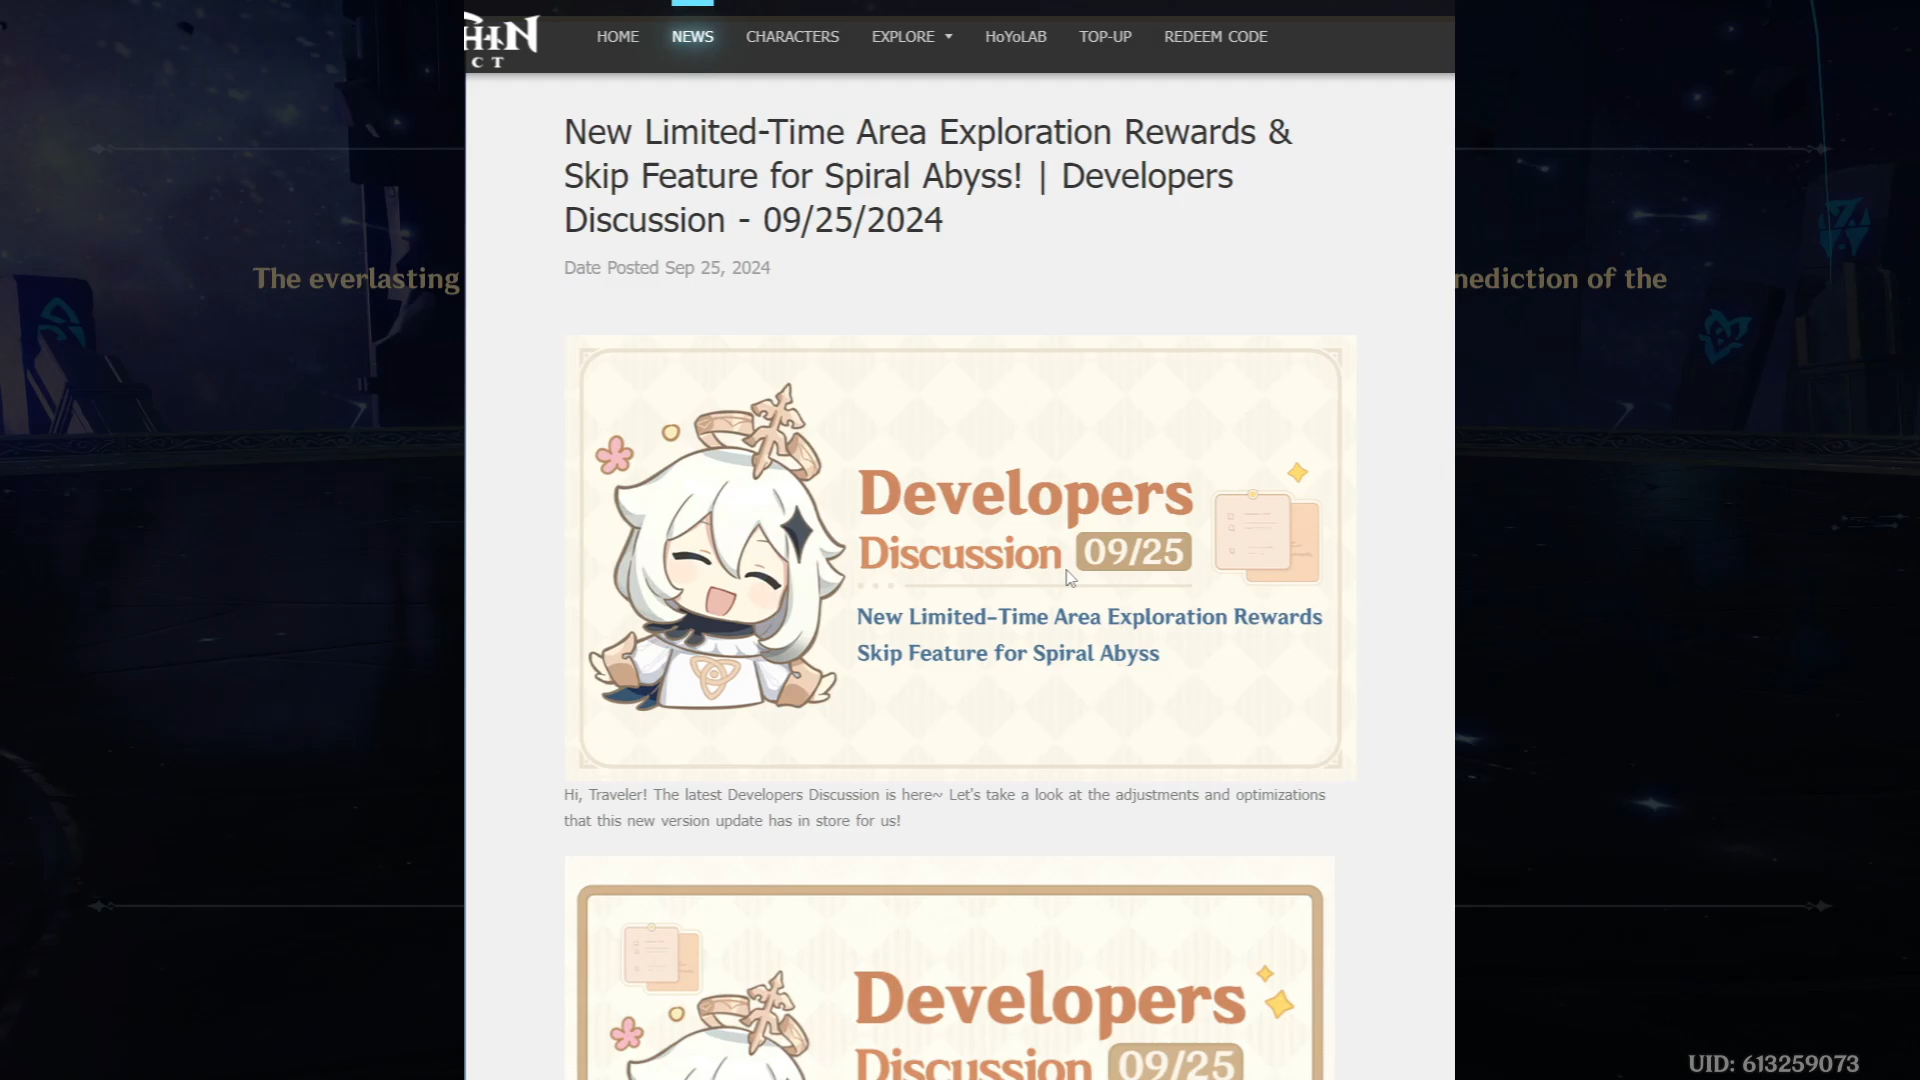 HIN
CT
HOME
NEWS
CHARACTERS
EXPLORE
HoYoLAB
TOP-UP
REDEEM CODE
New Limited-Time Area Exploration Rewards &
Skip Feature for Spiral Abyss! | Developers
Discussion - 09/25/2024
Date Posted Sep 25, 2024
The everlasting
nediction of the
Developers
Discussion 09/25
New Limited-Time Area Exploration Rewards
Skip Feature for Spiral Abyss
Hi, Traveler! The latest Developers Discussion is here~ Let's take a look at the adjustments and optimizations
that this new version update has in store for us!
Developers
Discussion 09/25
UID: 613259073